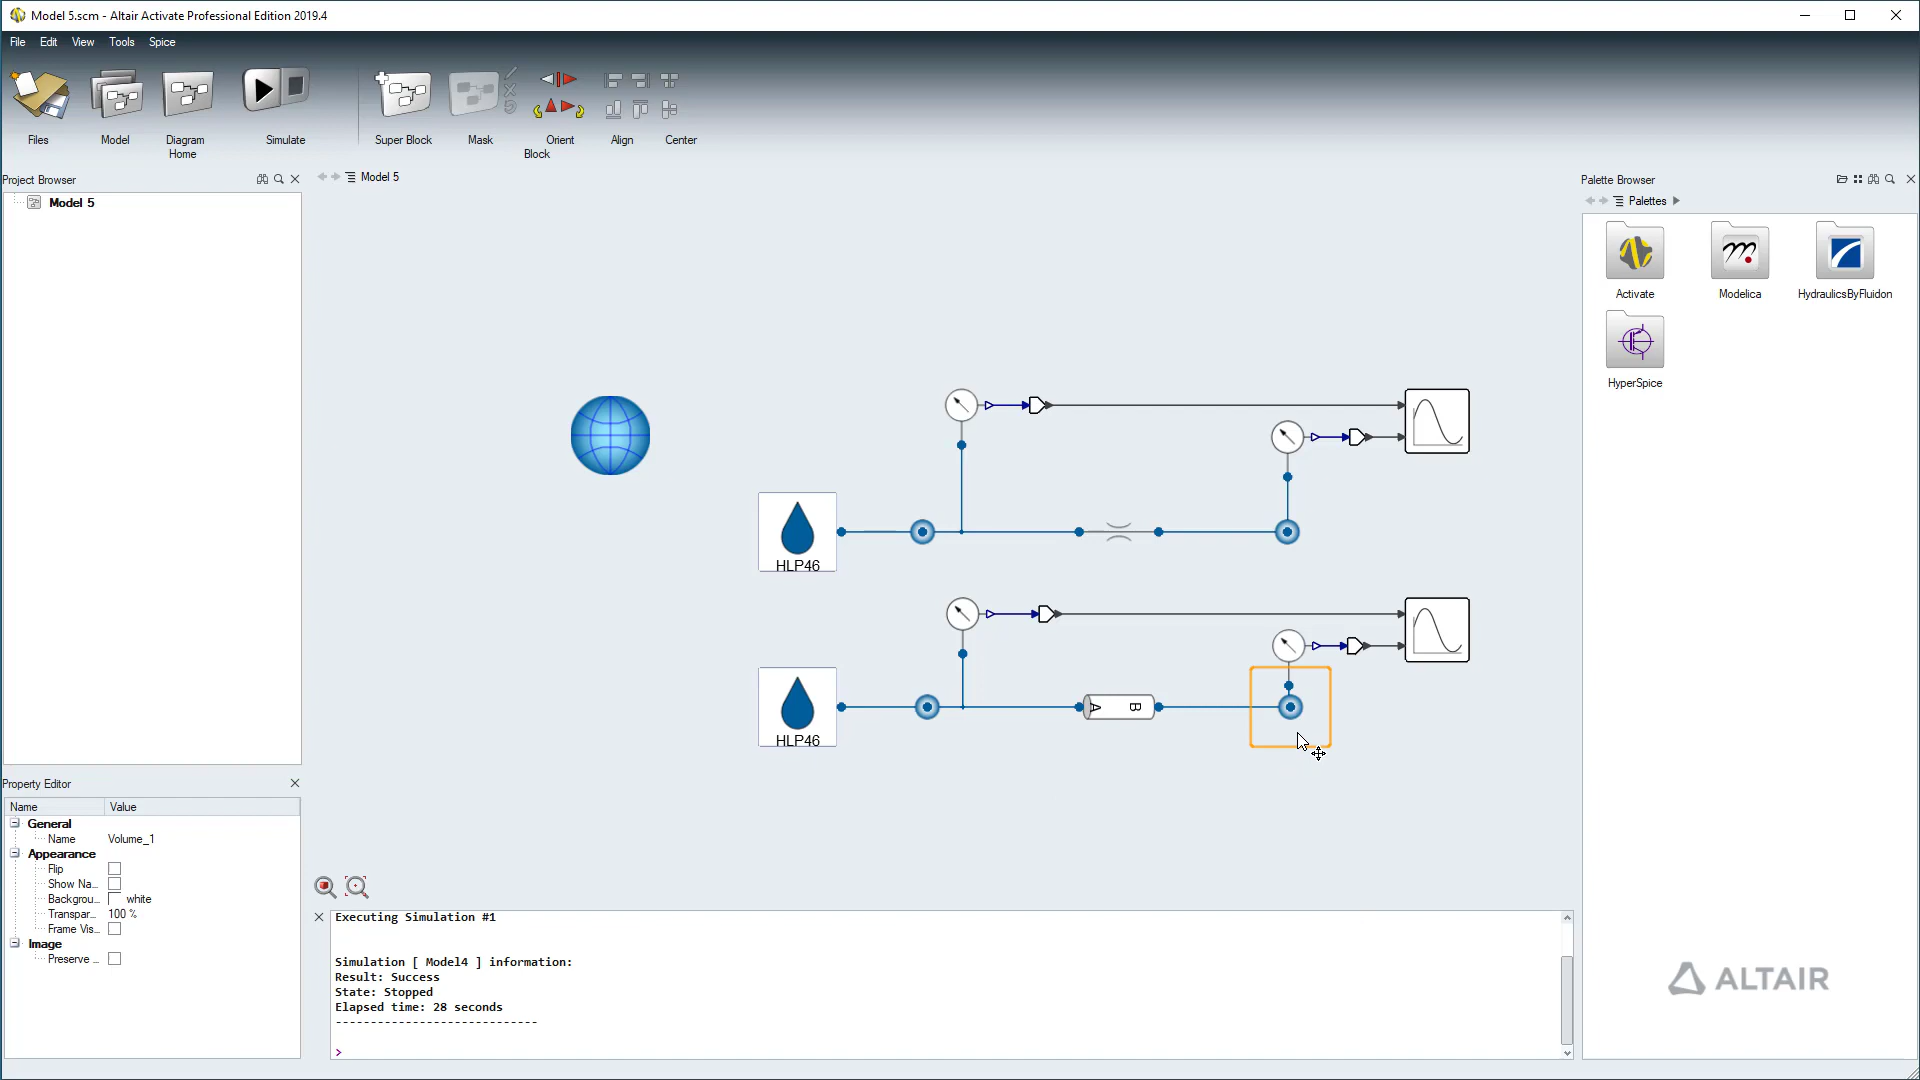 Model 5.scm - Altair Activate Professional Edition 2019.4
File Edit View Tools Spice
Files
Model
Diagram
Simulate
Super Block
Mask
Orient
Align
Center
Home
Block
Project Browser
Model 5
Palette Browser
Palettes
Model 5
Activate
Modelica
HydraulicsByFluidon
HyperSpice
HLP46
A B
HLP46
Property Editor
Name Value
General
Name Volume_1
Appearance
Flip
Show Na...
Backgrou... white
Transpar... 100 %
Frame Vis...
Image
Preserve ...
Executing Simulation #1
Simulation [ Model4 ] information:
Result: Success
State: Stopped
Elapsed time: 28 seconds
----------------------------
>
ALTAIR